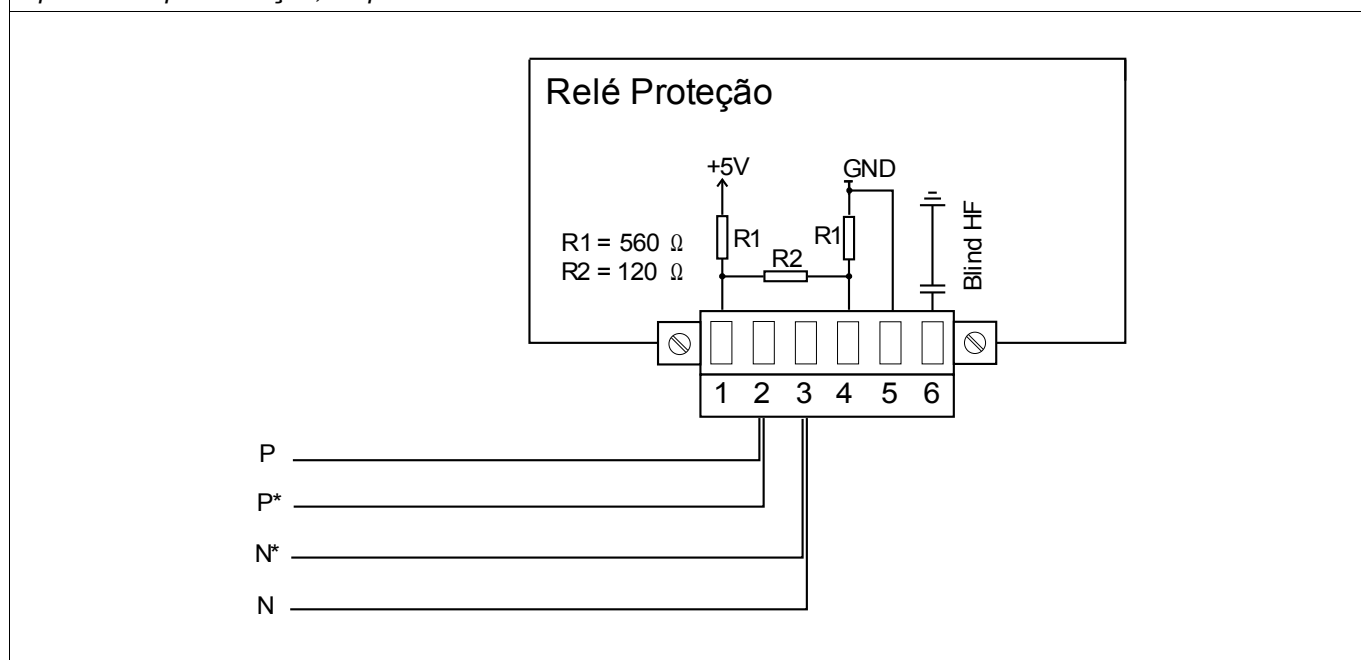 Relé Proteção
+5V
GND
R1 = 560 Ω
R2 = 120 Ω
R1
R2
R1
Blind HF
1 2 3 4 5 6
P
P*
N*
N